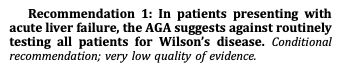 Recommendation 1: In patients presenting with
acute liver failure, the AGA suggests against routinely
testing all patients for Wilson's disease. Conditional
recommendation; very low quality of evidence.